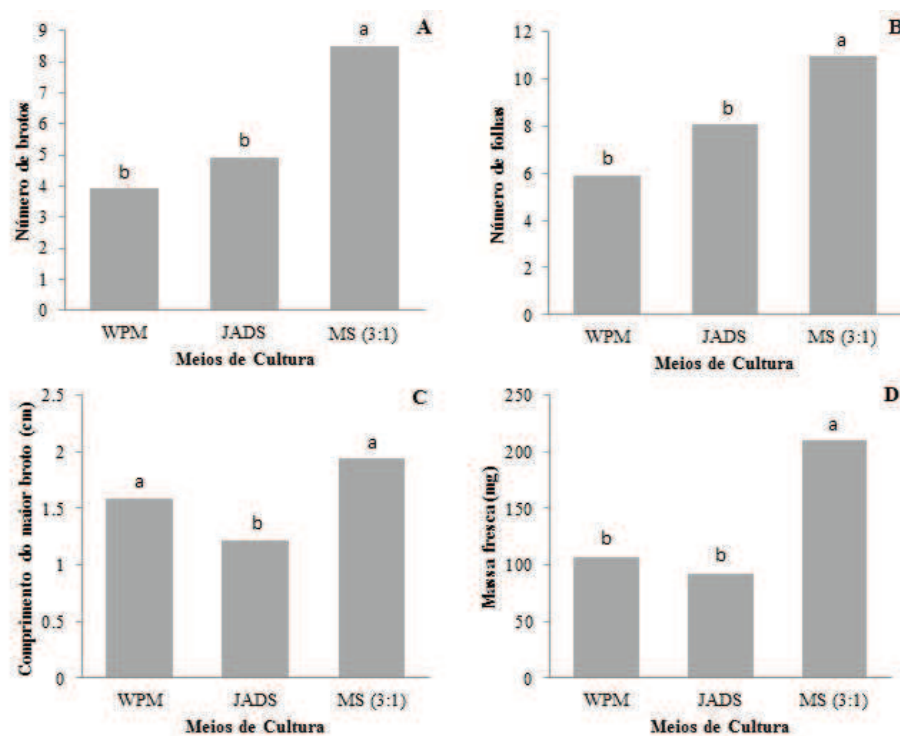 A
Número de brotos
9
8
7
6
5
4
3
2
1
0
a
b
b
WPM
JADS
MS (3:1)
Meios de Cultura
B
Número de folhas
12
10
8
6
4
2
0
a
b
b
WPM
JADS
MS (3:1)
Meios de Cultura
C
Comprimento do maior broto (cm)
2.5
2
1.5
1
0.5
0
a
b
a
WPM
JADS
MS (3:1)
Meios de Cultura
D
Massa fresca (mg)
250
200
150
100
50
0
b
b
a
WPM
JADS
MS (3:1)
Meios de Cultura